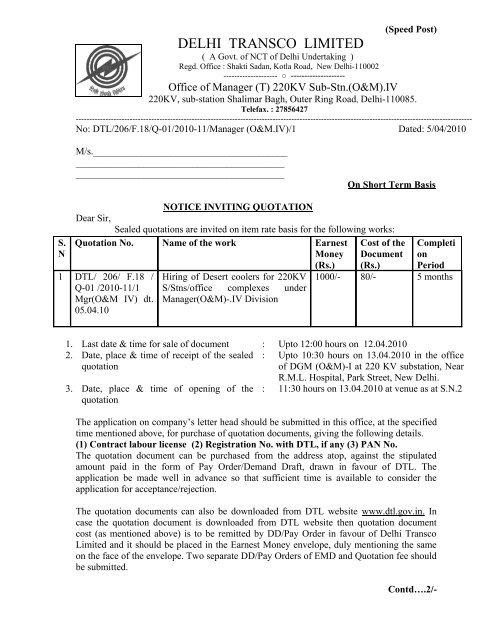 (Speed Post)
DELHI TRANSCO LIMITED
( A Govt. of NCT of Delhi Undertaking )
Regd. Office : Shakti Sadan, Kotla Road, New Delhi-110002
-------------------- ○ --------------------
Office of Manager (T) 220KV Sub-Stn.(O&M).IV
220KV, sub-station Shalimar Bagh, Outer Ring Road, Delhi-110085.
Telefax. : 27856427
No: DTL/206/F.18/Q-01/2010-11/Manager (O&M.IV)/1 Dated: 5/04/2010
M/s.
On Short Term Basis
NOTICE INVITING QUOTATION
Dear Sir,
Sealed quotations are invited on item rate basis for the following works:
S. Quotation No. Name of the work Earnest Cost of the Completi
N Money Document on
(Rs.) (Rs.) Period
1 DTL/ 206/ F.18 / Hiring of Desert coolers for 220KV 1000/- 80/- 5 months
Q-01 /2010-11/1 S/Stns/office complexes under
Mgr(O&M IV) dt. Manager(O&M)-.IV Division
05.04.10
1. Last date & time for sale of document : Upto 12:00 hours on 12.04.2010
2. Date, place & time of receipt of the sealed : Upto 10:30 hours on 13.04.2010 in the office
quotation of DGM (O&M)-I at 220 KV substation, Near
R.M.L. Hospital, Park Street, New Delhi.
3. Date, place & time of opening of the : 11:30 hours on 13.04.2010 at venue as at S.N.2
quotation
The application on company's letter head should be submitted in this office, at the specified
time mentioned above, for purchase of quotation documents, giving the following details.
(1) Contract labour license (2) Registration No. with DTL, if any (3) PAN No.
The quotation document can be purchased from the address atop, against the stipulated
amount paid in the form of Pay Order/Demand Draft, drawn in favour of DTL. The
application be made well in advance so that sufficient time is available to consider the
application for acceptance/rejection.
The quotation documents can also be downloaded from DTL website www.dtl.gov.in. In
case the quotation document is downloaded from DTL website then quotation document
cost (as mentioned above) is to be remitted by DD/Pay Order in favour of Delhi Transco
Limited and it should be placed in the Earnest Money envelope, duly mentioning the same
on the face of the envelope. Two separate DD/Pay Orders of EMD and Quotation fee should
be submitted.
Contd….2/-